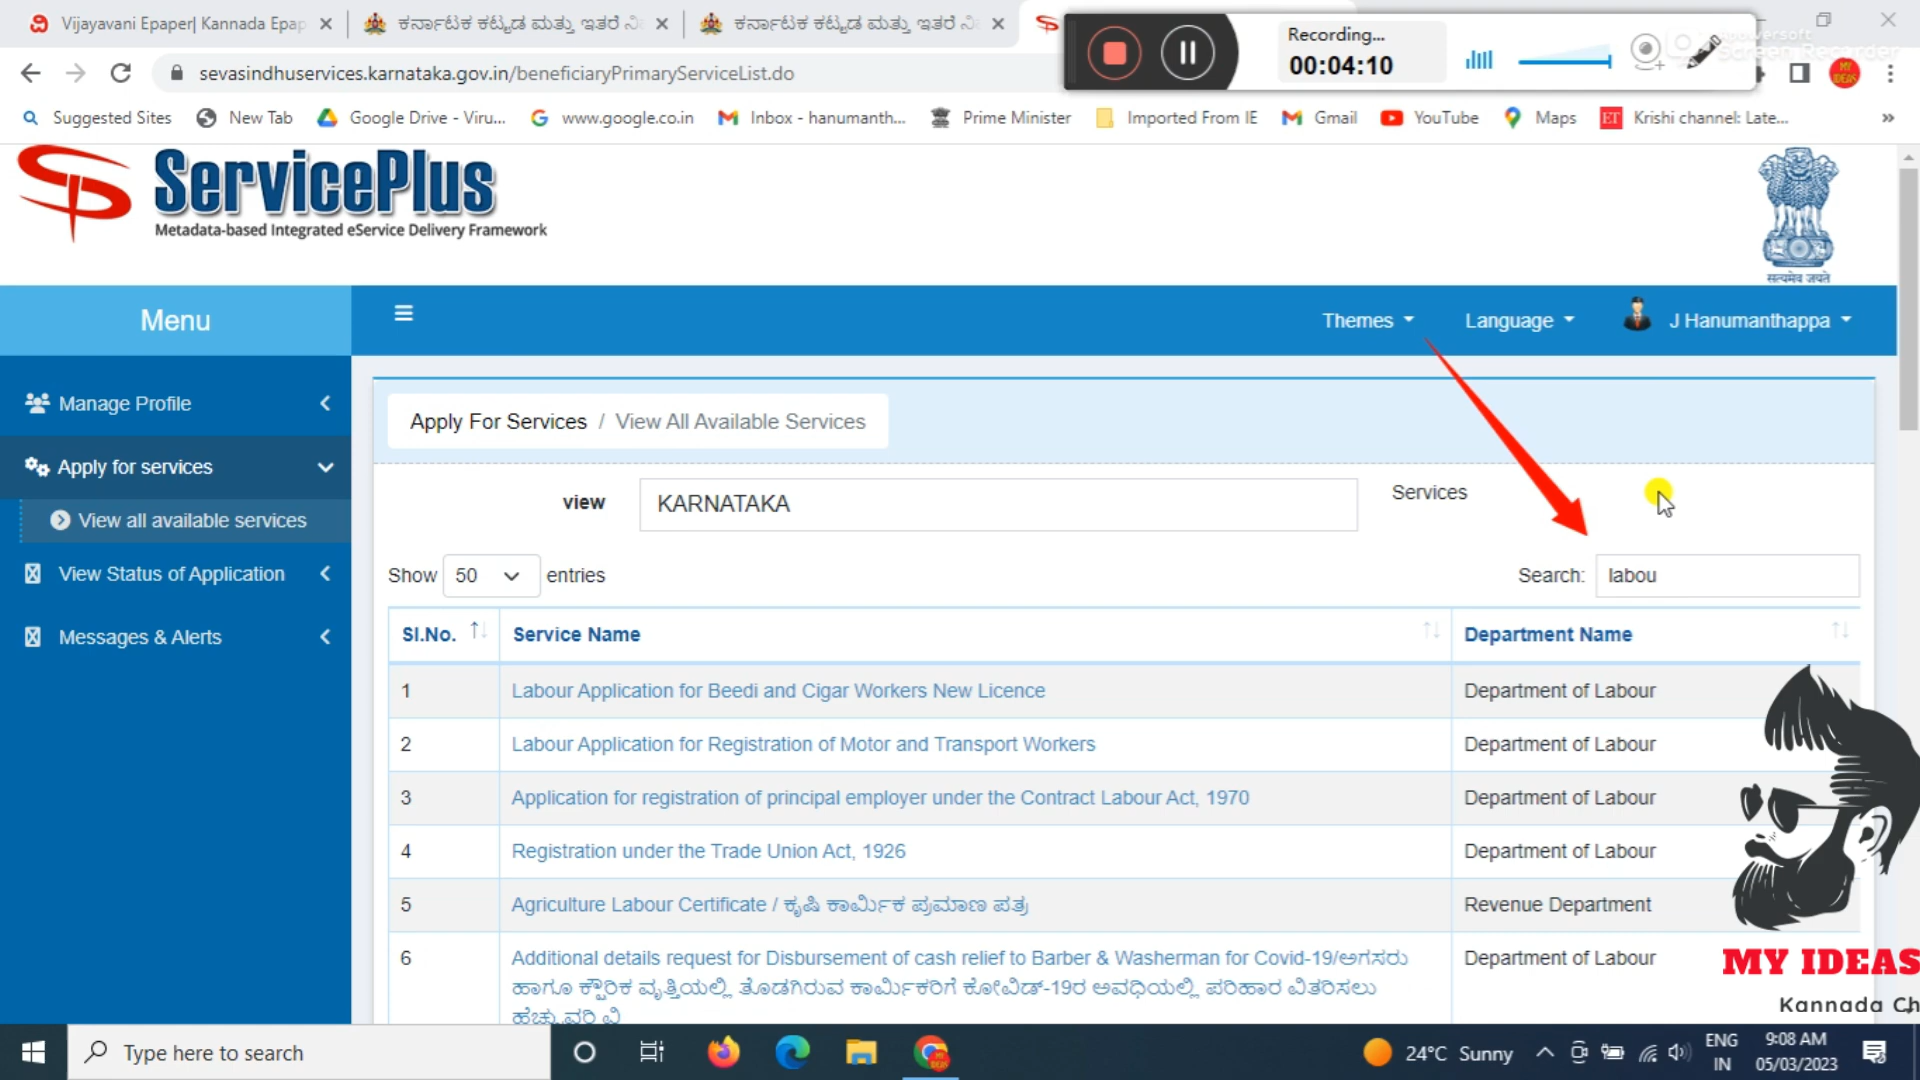 Vijayavani Epaper| Kannada Epap
ಕರ್ನಾಟಕ ಕಟ್ಟಡ ಮತ್ತು ಇತರೆ ನಿ
ಕರ್ನಾಟಕ ಕಟ್ಟಡ ಮತ್ತು ಇತರೆ ನಿ
Recording...
00:04:10
Apowersoft
Screen Recorder
sevasindhuservices.karnataka.gov.in/beneficiaryPrimaryServiceList.do
Suggested Sites New Tab Google Drive - Viru... www.google.co.in Inbox - hanumanth... Prime Minister Imported From IE Gmail YouTube Maps ET Krishi channel: Late... »
ServicePlus
Metadata-based Integrated eService Delivery Framework
सत्यमेव जयते
Menu
Themes Language J Hanumanthappa
Manage Profile
Apply for services
View all available services
View Status of Application
Messages & Alerts
Apply For Services / View All Available Services
view KARNATAKA Services
Show 50 entries Search: labou
Sl.No. Service Name Department Name
1 Labour Application for Beedi and Cigar Workers New Licence Department of Labour
2 Labour Application for Registration of Motor and Transport Workers Department of Labour
3 Application for registration of principal employer under the Contract Labour Act, 1970 Department of Labour
4 Registration under the Trade Union Act, 1926 Department of Labour
5 Agriculture Labour Certificate / ಕೃಷಿ ಕಾರ್ಮಿಕ ಪ್ರಮಾಣ ಪತ್ರ Revenue Department
6 Additional details request for Disbursement of cash relief to Barber & Washerman for Covid-19/ಅಗಸರು Department of Labour
ಹಾಗೂ ಕ್ಷೌರಿಕ ವೃತ್ತಿಯಲ್ಲಿ ತೊಡಗಿರುವ ಕಾರ್ಮಿಕರಿಗೆ ಕೋವಿಡ್-19ರ ಅವಧಿಯಲ್ಲಿ ಪರಿಹಾರ ವಿತರಿಸಲು
ಹೆಚ್ಚುವರಿ ವಿ
MY IDEAS
Kannada Ch
Type here to search
24°C Sunny
ENG
IN
9:08 AM
05/03/2023